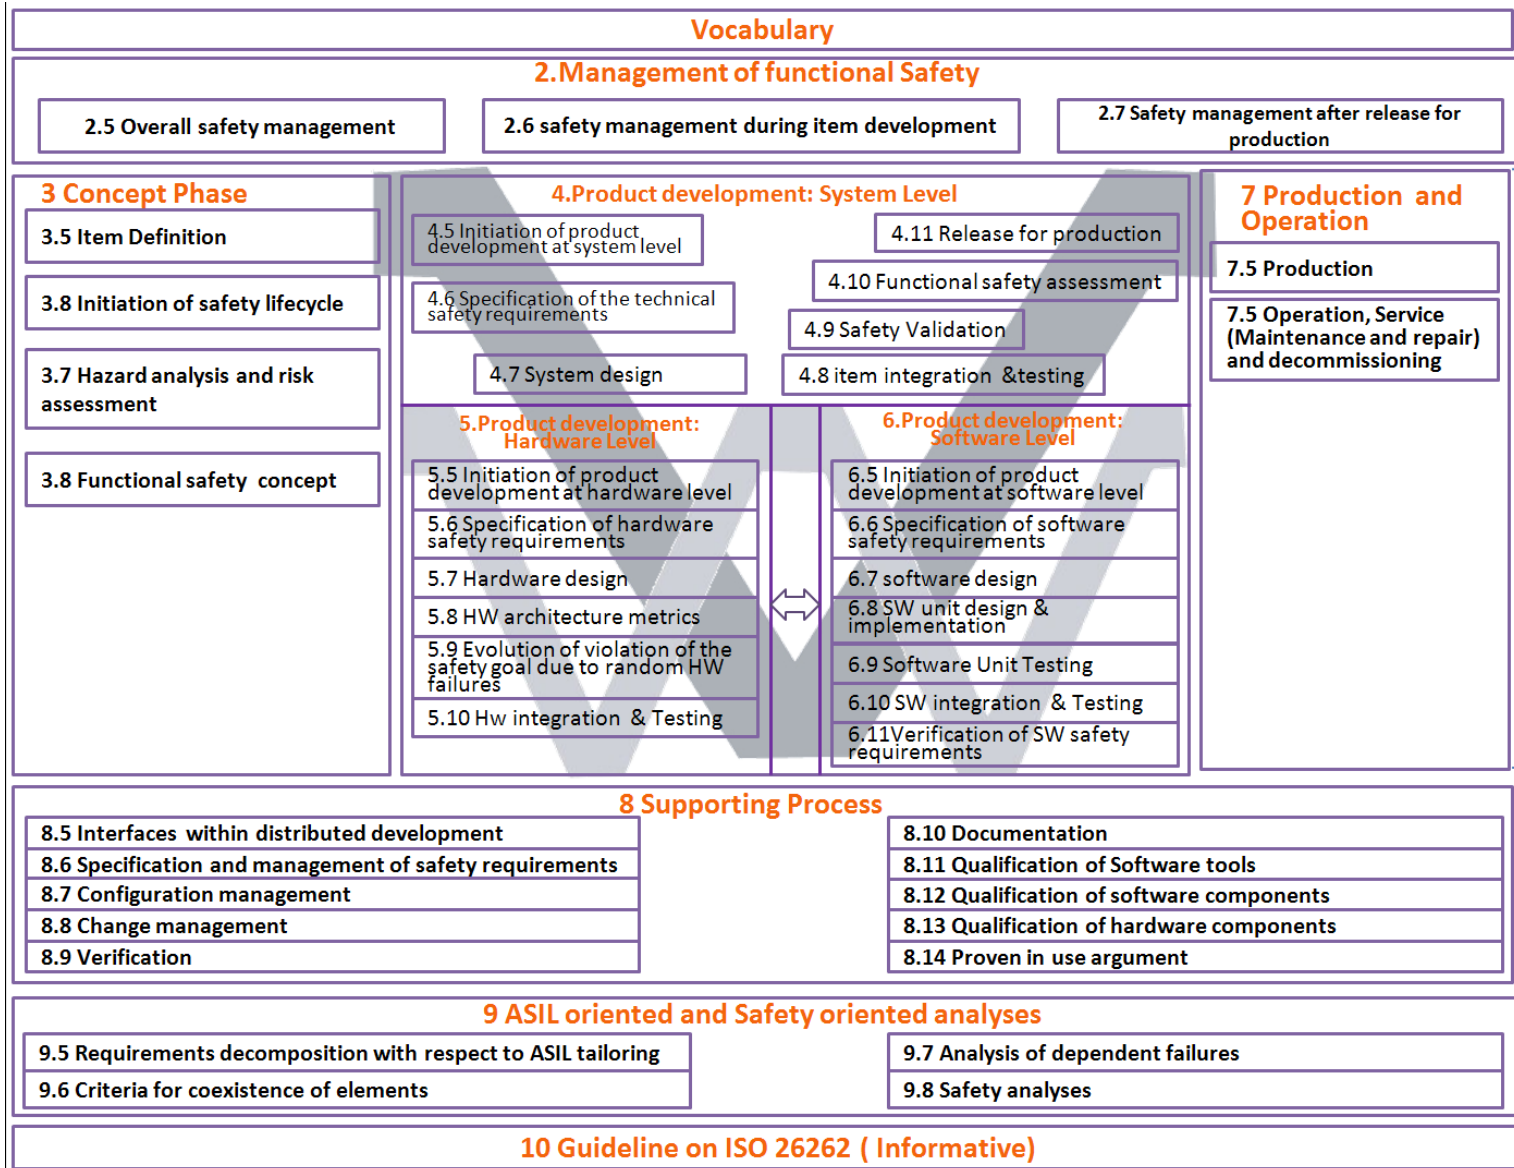 Vocabulary
2.Management of functional Safety
2.5 Overall safety management
2.6 safety management during item development
2.7 Safety management after release for
production
3 Concept Phase
3.5 Item Definition
3.8 Initiation of safety lifecycle
3.7 Hazard analysis and risk
assessment
3.8 Functional safety concept
4.Product development: System Level
4.5 Initiation of product
development at system level
4.6 Specification of the technical
safety requirements
4.7 System design
4.11 Release for production
4.10 Functional safety assessment
4.9 Safety Validation
4.8 item integration &testing
5.Product development:
Hardware Level
5.5 Initiation of product
development at hardware level
5.6 Specification of hardware
safety requirements
5.7 Hardware design
5.8 HW architecture metrics
5.9 Evolution of violation of the
safety goal due to random HW
failures
5.10 Hw integration & Testing
6.Product development:
Software Level
6.5 Initiation of product
development at software level
6.6 Specification of software
safety requirements
6.7 software design
6.8 SW unit design &
implementation
6.9 Software Unit Testing
6.10 SW integration & Testing
6.11Verification of SW safety
requirements
7 Production and
Operation
7.5 Production
7.5 Operation, Service
(Maintenance and repair)
and decommissioning
8 Supporting Process
8.5 Interfaces within distributed development
8.6 Specification and management of safety requirements
8.7 Configuration management
8.8 Change management
8.9 Verification
8.10 Documentation
8.11 Qualification of Software tools
8.12 Qualification of software components
8.13 Qualification of hardware components
8.14 Proven in use argument
9 ASIL oriented and Safety oriented analyses
9.5 Requirements decomposition with respect to ASIL tailoring
9.6 Criteria for coexistence of elements
9.7 Analysis of dependent failures
9.8 Safety analyses
10 Guideline on ISO 26262 ( Informative)